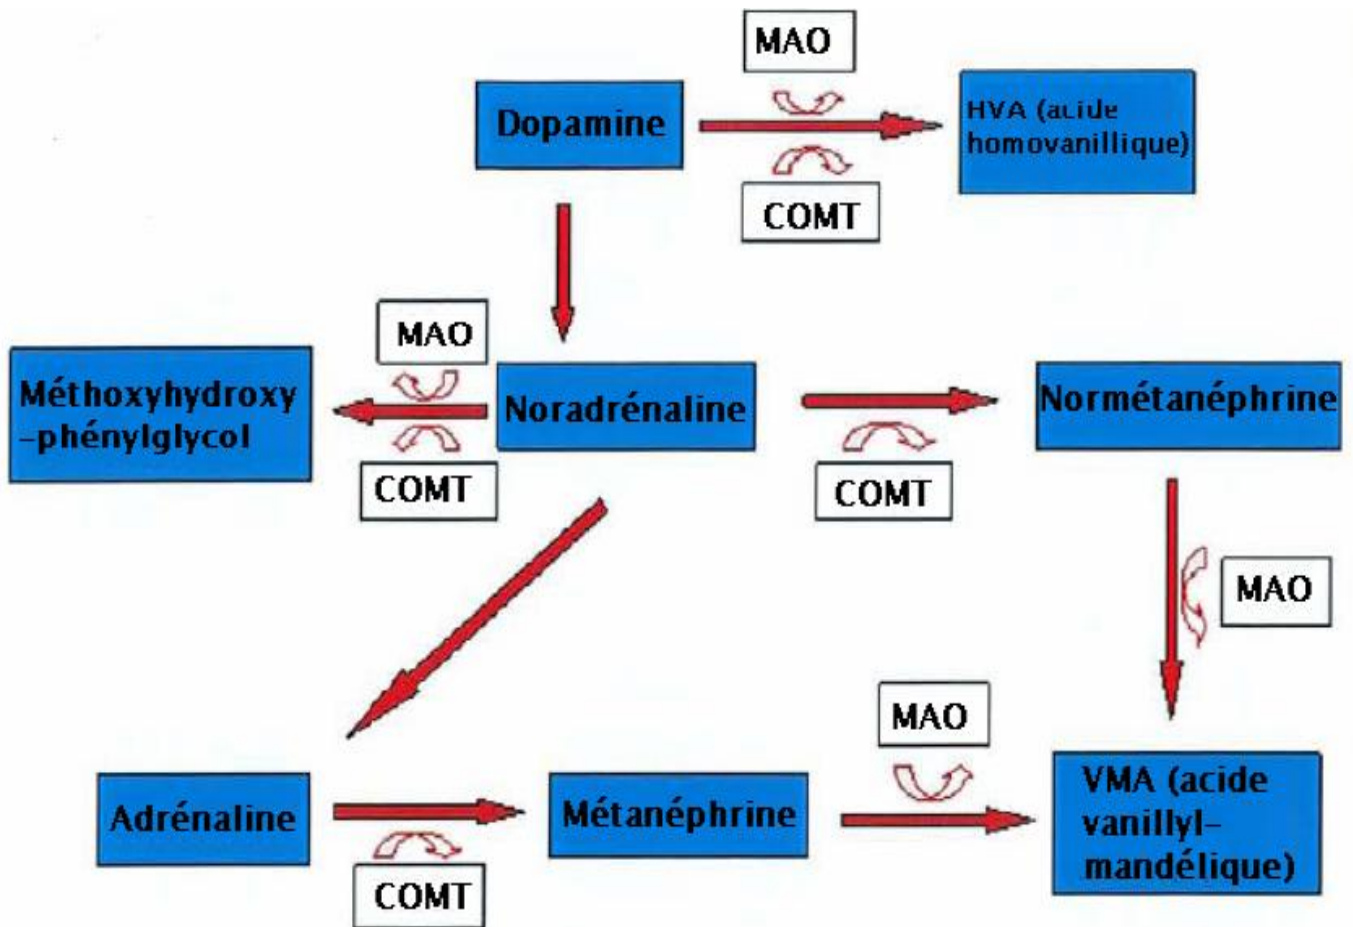 MAO
Dopamine
HVA (acide
homovanillique)
COMT
MAO
Méthoxyhydroxy
-phénylglycol
Noradrénaline
Normétanéphrine
COMT
COMT
MAO
MAO
Adrénaline
Métanéphrine
VMA (acide
vanillyl-
mandélique)
COMT